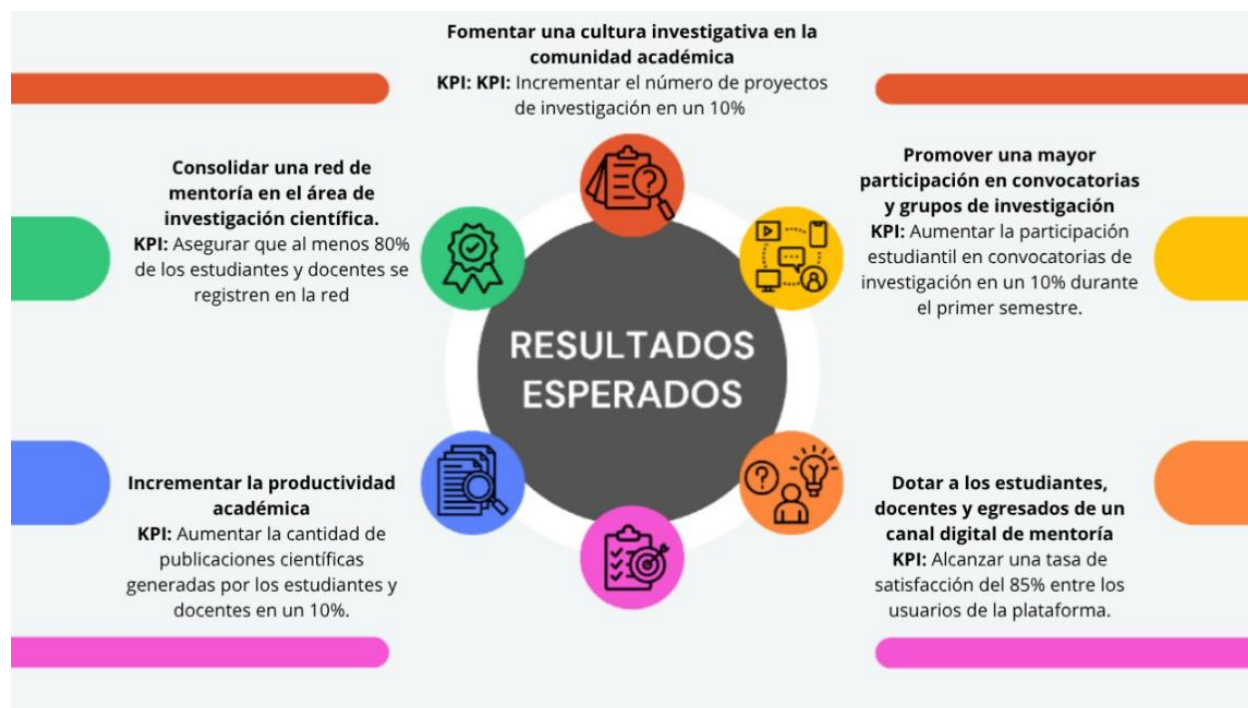 Fomentar una cultura investigativa en la
comunidad académica
KPI: KPI: Incrementar el número de proyectos
de investigación en un 10%
Consolidar una red de
mentoría en el área de
investigación científica.
KPI: Asegurar que al menos 80%
de los estudiantes y docentes se
registren en la red
Promover una mayor
participación en convocatorias
y grupos de investigación
KPI: Aumentar la participación
estudiantil en convocatorias de
investigación en un 10% durante
el primer semestre.
RESULTADOS
ESPERADOS
Incrementar la productividad
académica
KPI: Aumentar la cantidad de
publicaciones científicas
generadas por los estudiantes y
docentes en un 10%.
Dotar a los estudiantes,
docentes y egresados de un
canal digital de mentoría
KPI: Alcanzar una tasa de
satisfacción del 85% entre los
usuarios de la plataforma.